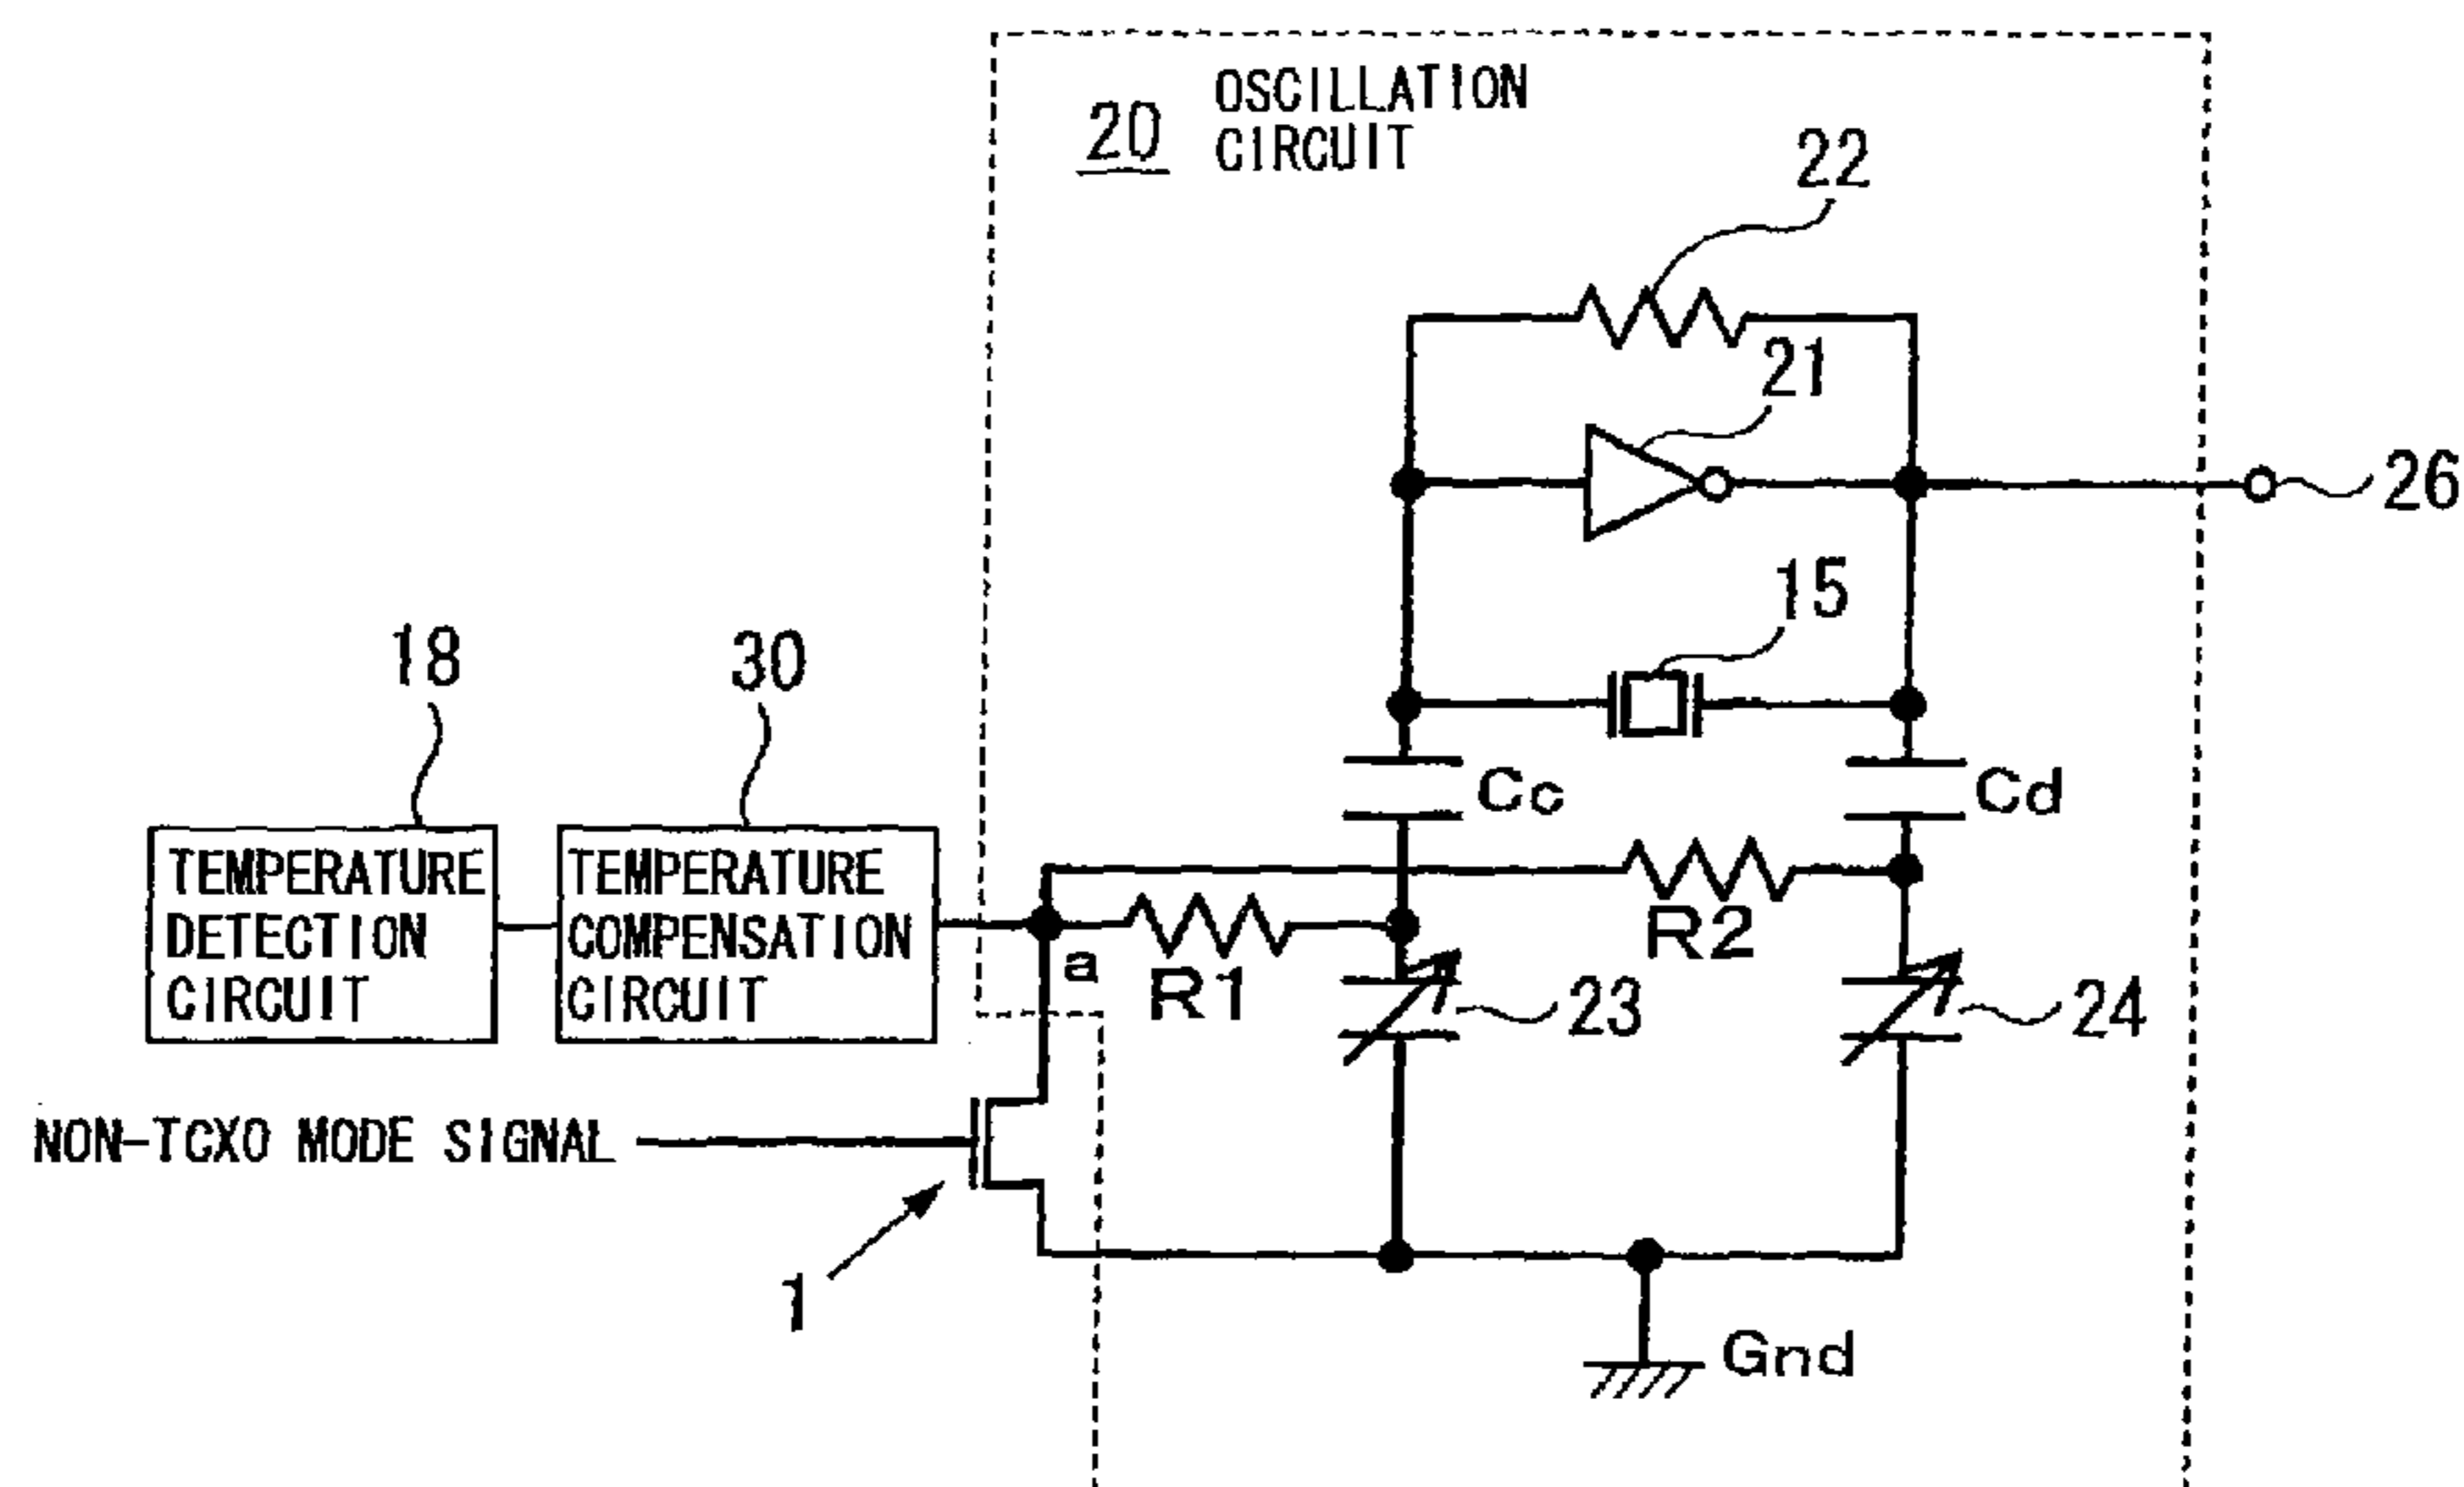 OSCILLATION
CIRCUIT
20
22
21
26
15
18
30
Cc
Cd
TEMPERATURE
DETECTION
CIRCUIT
TEMPERATURE
COMPENSATION
CIRCUIT
a
R1
R2
23
24
NON-TCXO MODE SIGNAL
1
Gnd